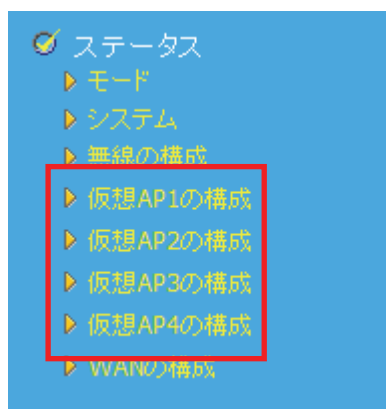 ステータス
モード
システム
無線の構成
仮想AP1の構成
仮想AP2の構成
仮想AP3の構成
仮想AP4の構成
WANの構成